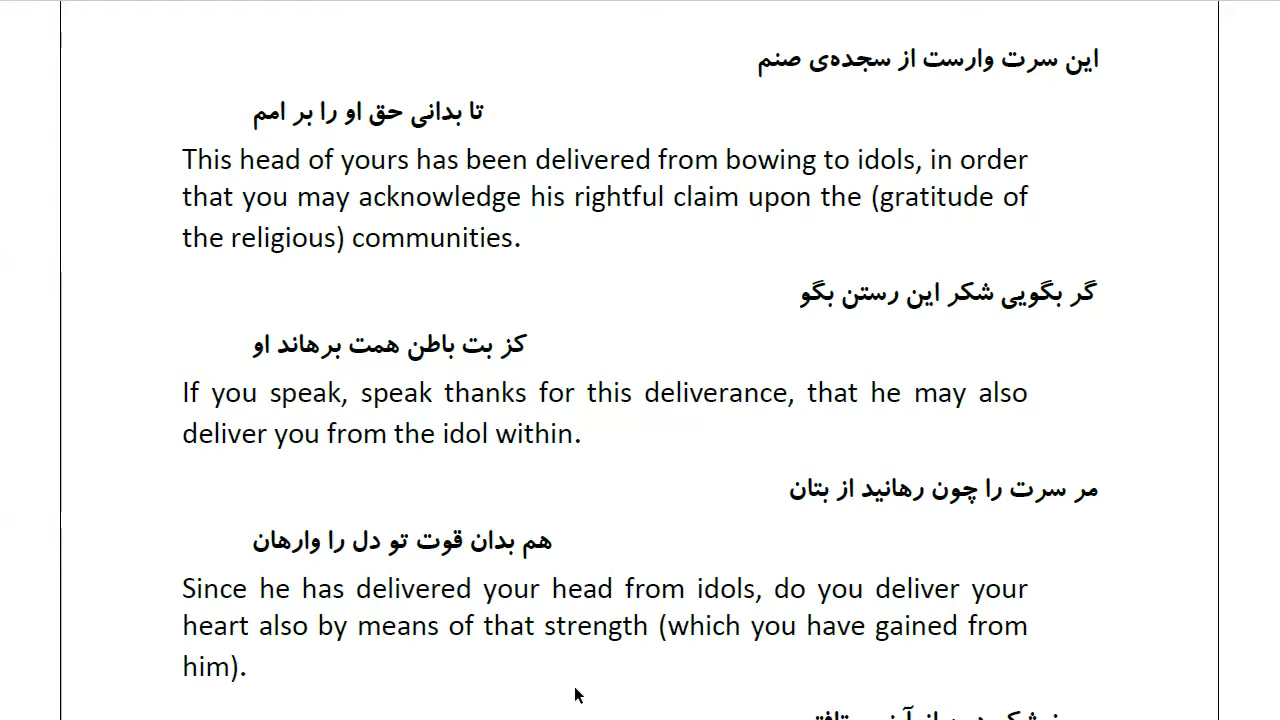 این سرت وارست از سجده‌ی صنم
تا بدانی حق او را بر امم
This head of yours has been delivered from bowing to idols, in order
that you may acknowledge his rightful claim upon the (gratitude of
the religious) communities.
گر بگویی شکر این رستن بگو
کز بت باطن همت برهاند او
If you speak, speak thanks for this deliverance, that he may also
deliver you from the idol within.
مر سرت را چون رهانید از بتان
هم بدان قوت تو دل را وارهان
Since he has delivered your head from idols, do you deliver your
heart also by means of that strength (which you have gained from
him).